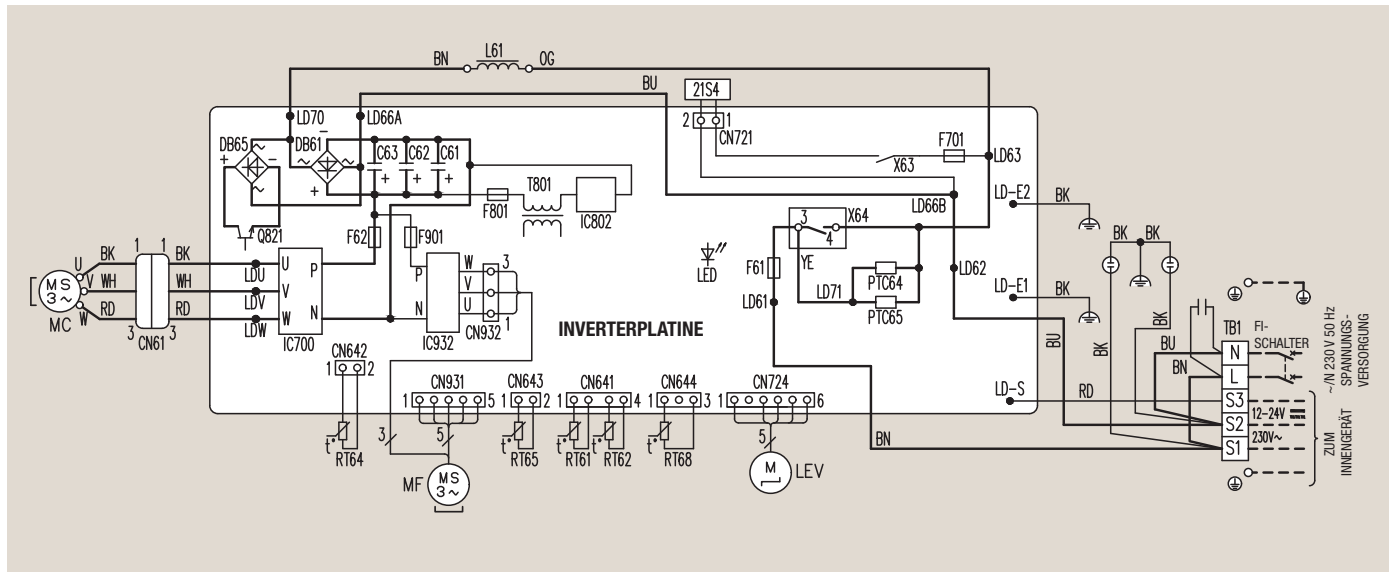 BN L61 OG
BU
21S4
LD70 LD66A
2 1
CN721
DB65 DB61 ~ −
C63 C62 C61
F701
X63
LD63
+ ~ − ~
+ + + +
T801
IC802
F801
LD-E2 BK
LD66B
Q821
F62 F901
3 X64
4
BK BK
1 1
U BK BK LDU U P
P W 3
LED
F61
YE
PTC64
LD62
V WH WH LDV V
V
LD61 LD71
LD-E1
MS
3~
W RD RD LDW W N
N U 1
PTC65
BK
MC
3 CN61 3
IC700
IC932
CN932
INVERTERPLATINE
BK
BK
BU
TB1 FI-
SCHALTER
~/N 230 V 50 Hz
SPANNUNGS-
VERSORGUNG
BU
N
BN
L
CN642
1 2
CN931
1 5
CN643
1 2
CN641
1 4
CN644
1 3
CN724
1 6
LD-S RD
S3
12-24V
S2
230V~
S1
ZUM
INNENGERÄT
t° RT64
3 5
t° RT65
t° RT61
t° RT62
t° RT68
5
BN
MF
MS
3~
M
LEV